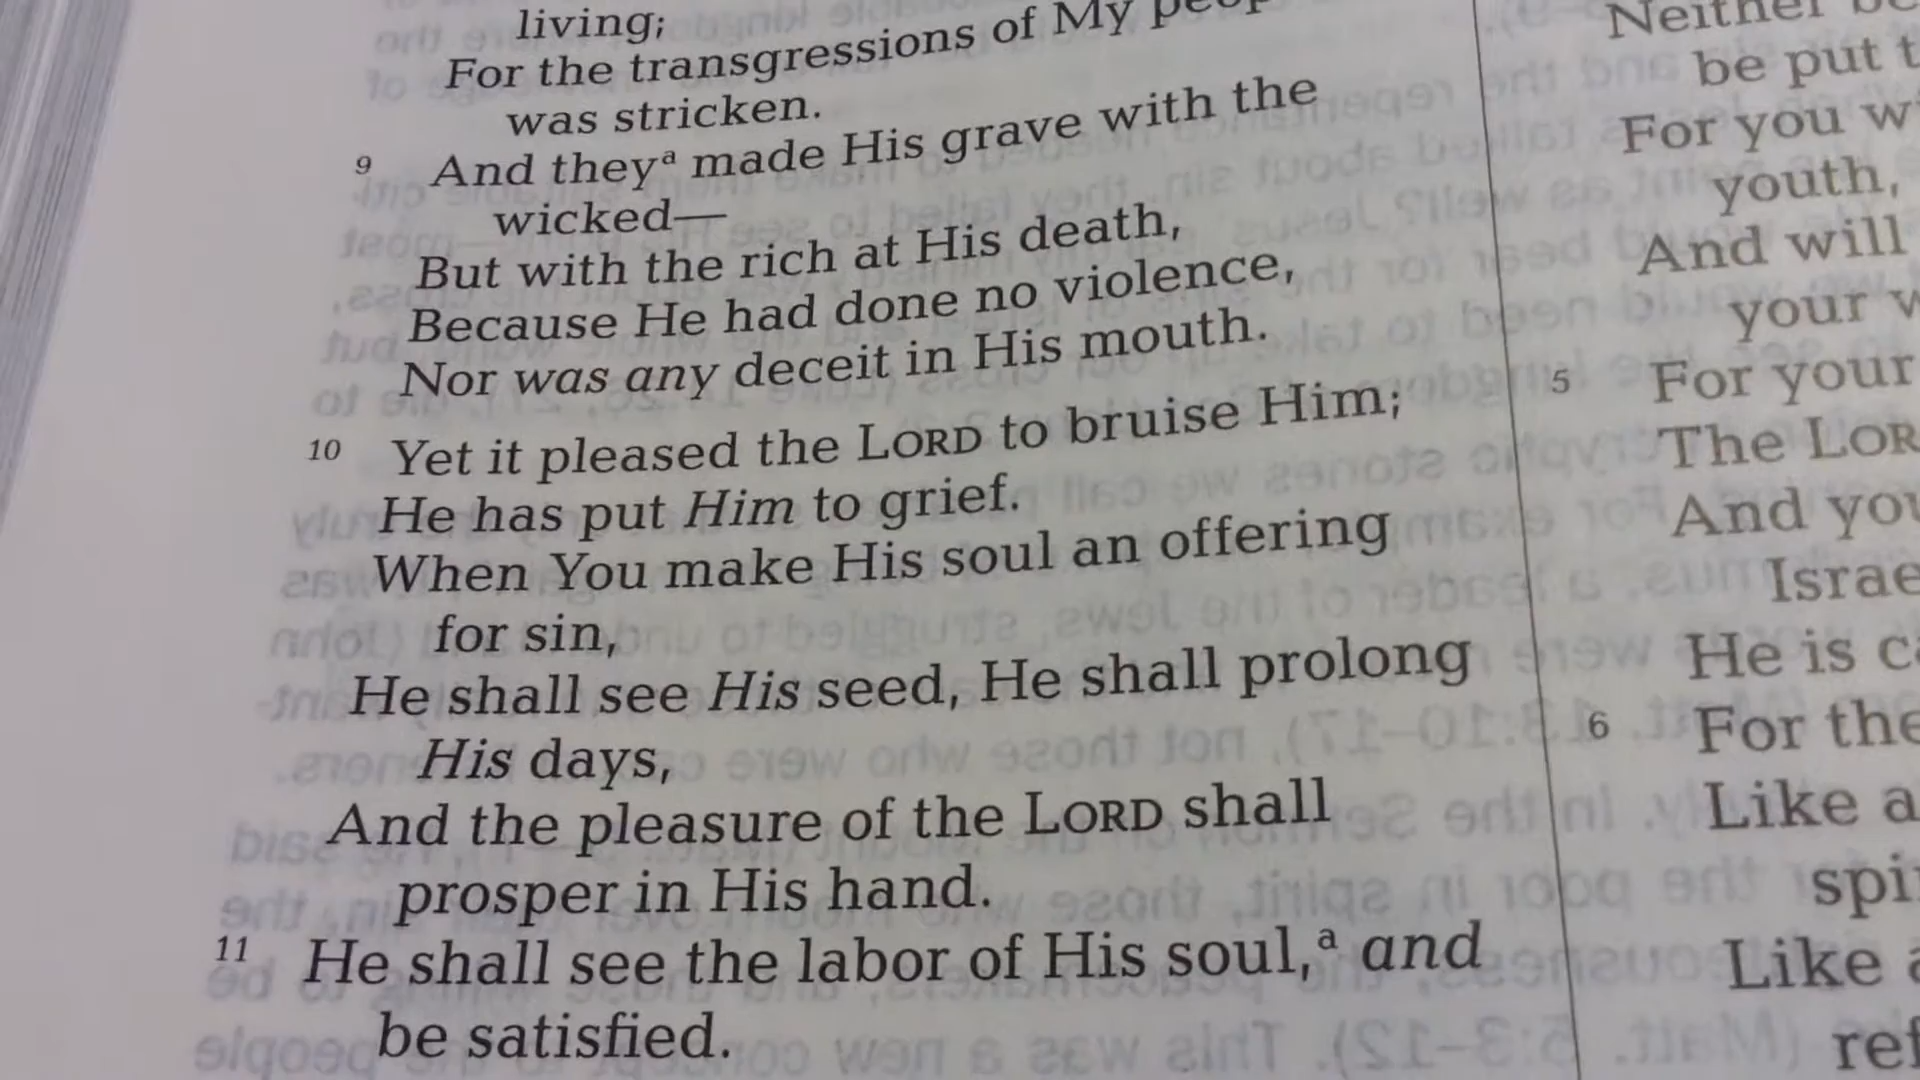 living;
For the transgressions of My
was stricken.
9 And theyᵃ made His grave with the
wicked—
But with the rich at His death,
Because He had done no violence,
Nor was any deceit in His mouth.
10 Yet it pleased the LORD to bruise Him;
He has put Him to grief.
When You make His soul an offering
for sin,
He shall see His seed, He shall prolong
His days,
And the pleasure of the LORD shall
prosper in His hand.
11 He shall see the labor of His soul,ᵃ and
be satisfied.
Neither
be put
For you
youth,
And will
your
5 For your
The
And
He is
6 For the
Like a
Like